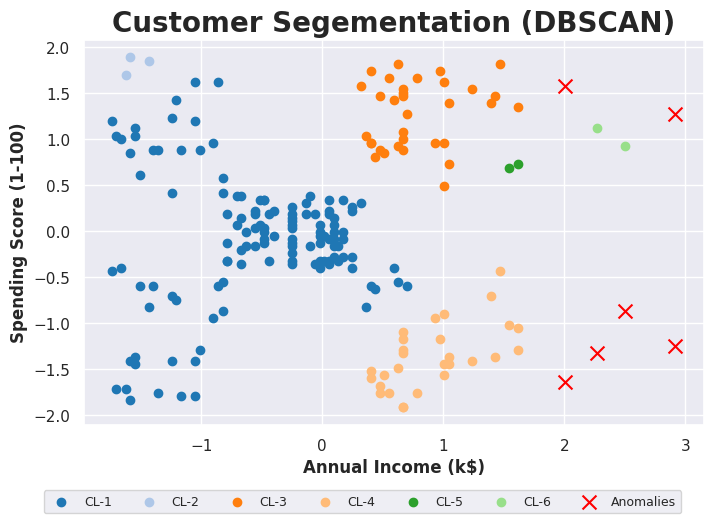 Customer Segementation (DBSCAN)
2.0
1.5
1.0
0.5
0.0
−0.5
−1.0
−1.5
−2.0
Spending Score (1-100)
−1 0 1 2 3
Annual Income (k$)
CL-1 CL-2 CL-3 CL-4 CL-5 CL-6 Anomalies